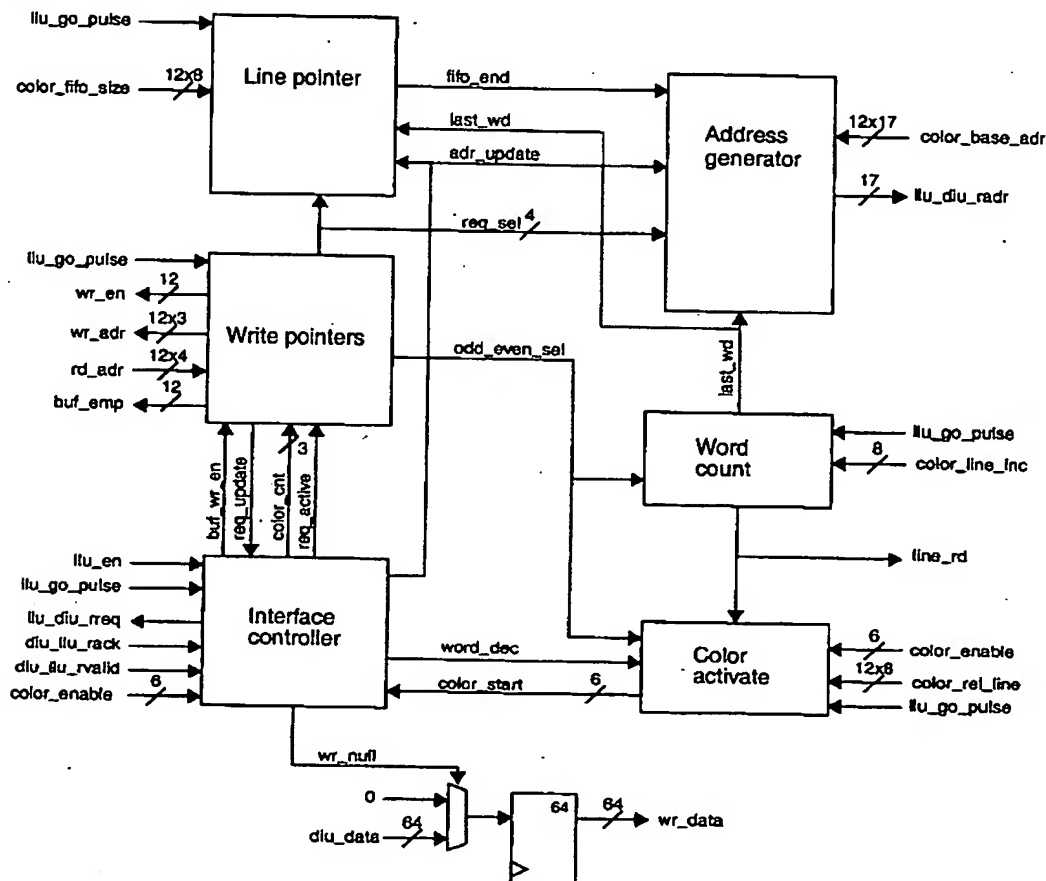 llu_go_pulse
color_fifo_size
12x8
Line pointer
fifo_end
last_wd
adr_update
req_sel
4
Address
generator
12x17
color_base_adr
17
llu_diu_radr
llu_go_pulse
wr_en
12
wr_adr
12x3
rd_adr
12x4
buf_emp
12
Write pointers
odd_even_sel
last_wd
Word
count
llu_go_pulse
8
color_line_inc
buf_wr_en
req_update
color_cnt
3
req_active
line_rd
llu_en
llu_go_pulse
llu_diu_rreq
diu_llu_rack
diu_llu_rvalid
color_enable
6
Interface
controller
word_dec
color_start
6
Color
activate
6
color_enable
12x8
color_rel_line
llu_go_pulse
wr_null
0
diu_data
64
64
64
wr_data